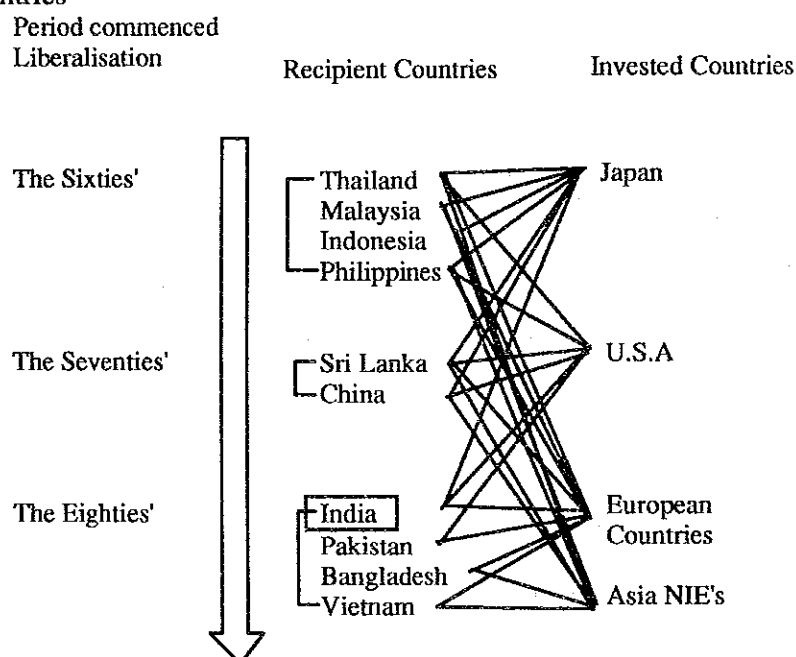 Period commenced
Liberalisation
Recipient Countries
Invested Countries
The Sixties'
Thailand
Malaysia
Indonesia
Philippines
Japan
The Seventies'
Sri Lanka
China
U.S.A
The Eighties'
India
Pakistan
Bangladesh
Vietnam
European
Countries
Asia NIE's